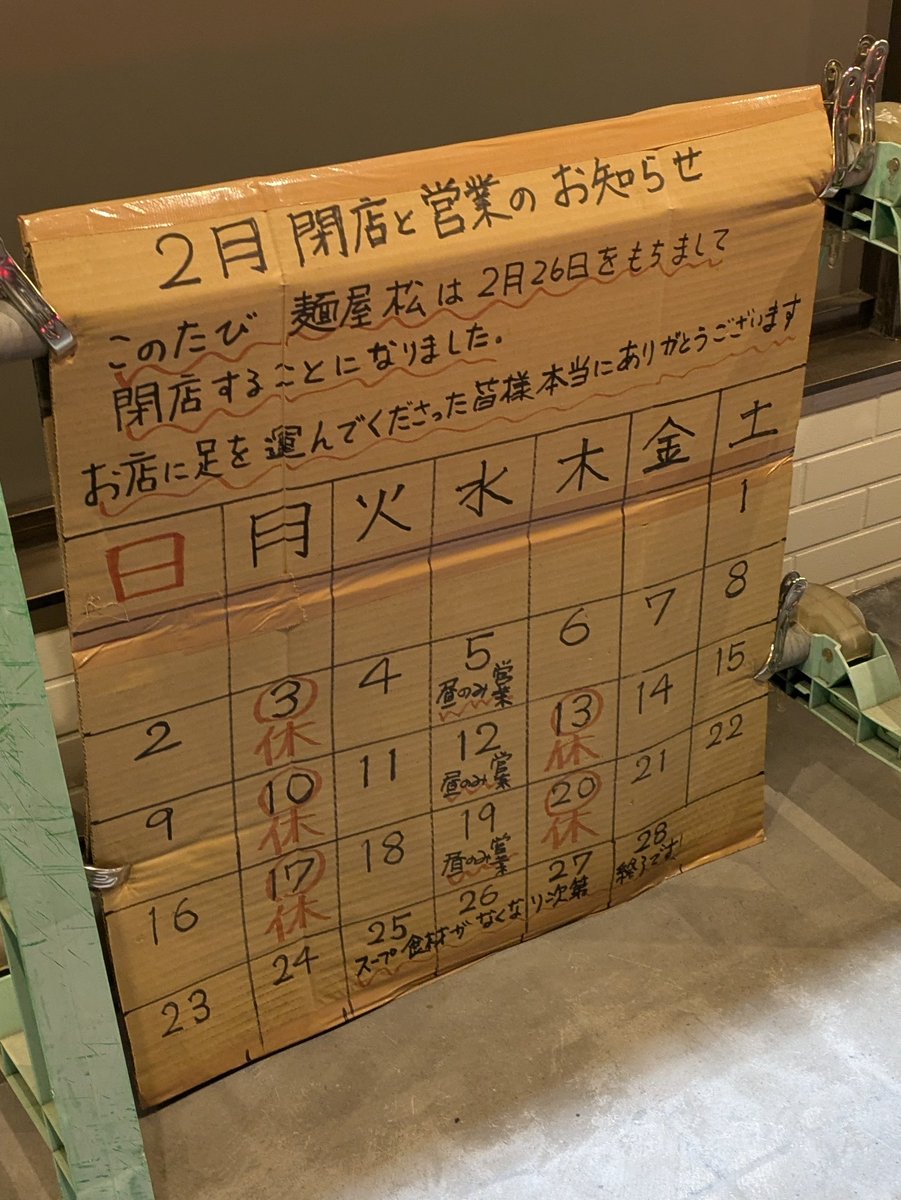 2月 閉店と営業のお知らせ
このたび 麺屋 松は2月26日をもちまして
閉店することになりました。
お店に足を運んでくださった皆様本当にありがとうございます
日 月 火 水 木 金 土
1
2 3 4 5 6 7 8
休 昼のみ営業
9 10 11 12 13 14 15
休 昼のみ営業 休
16 17 18 19 20 21 22
休 昼のみ営業 休
23 24 25 26 27 28
スープ食材がなくなり次第 終了です!